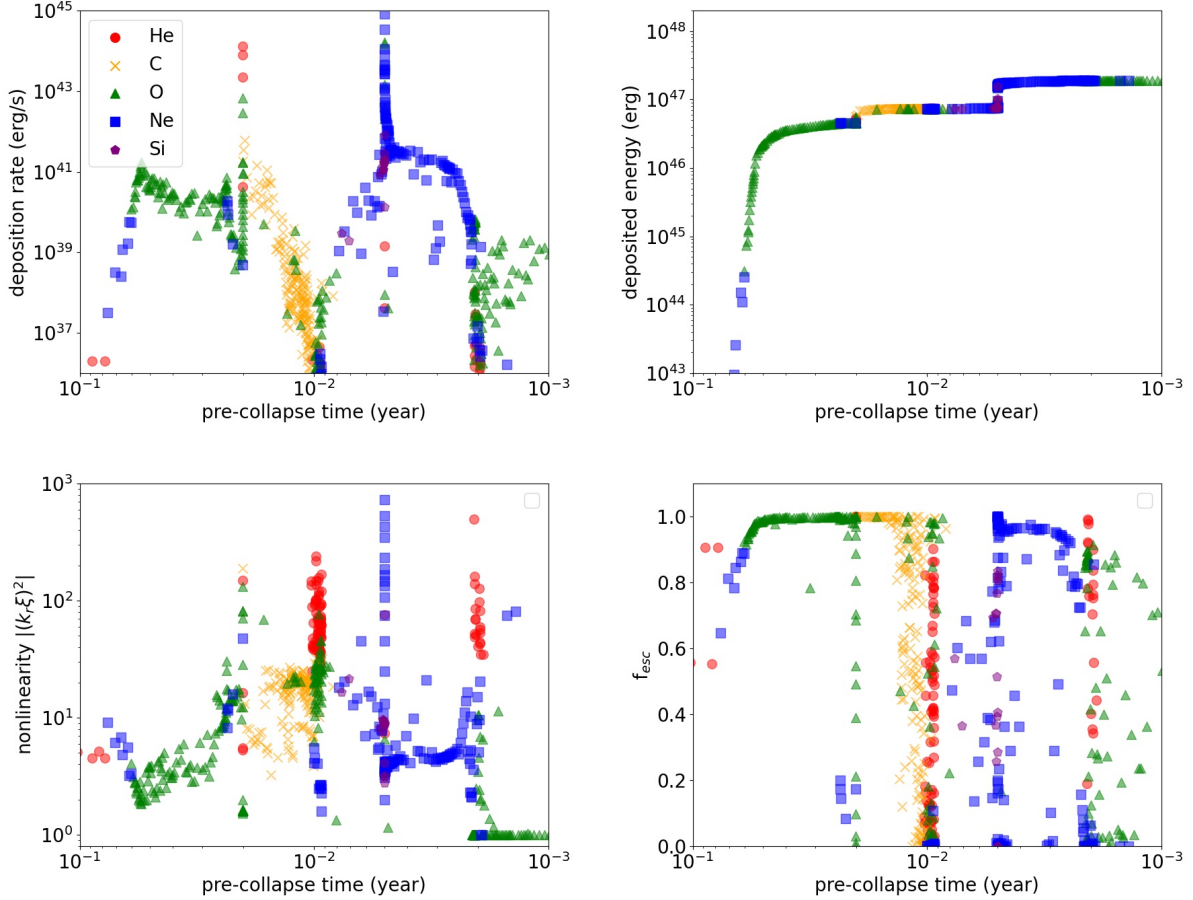 10^45
10^43
10^41
10^39
10^37
deposition rate (erg/s)
He
C
O
Ne
Si
10^−1
10^−2
10^−3
pre-collapse time (year)
10^48
10^47
10^46
10^45
10^44
10^43
deposited energy (erg)
10^−1
10^−2
10^−3
pre-collapse time (year)
10^3
10^2
10^1
10^0
nonlinearity |(k_rξ)^2|
10^−1
10^−2
10^−3
pre-collapse time (year)
1.0
0.8
0.6
0.4
0.2
0.0
f_esc
10^−1
10^−2
10^−3
pre-collapse time (year)